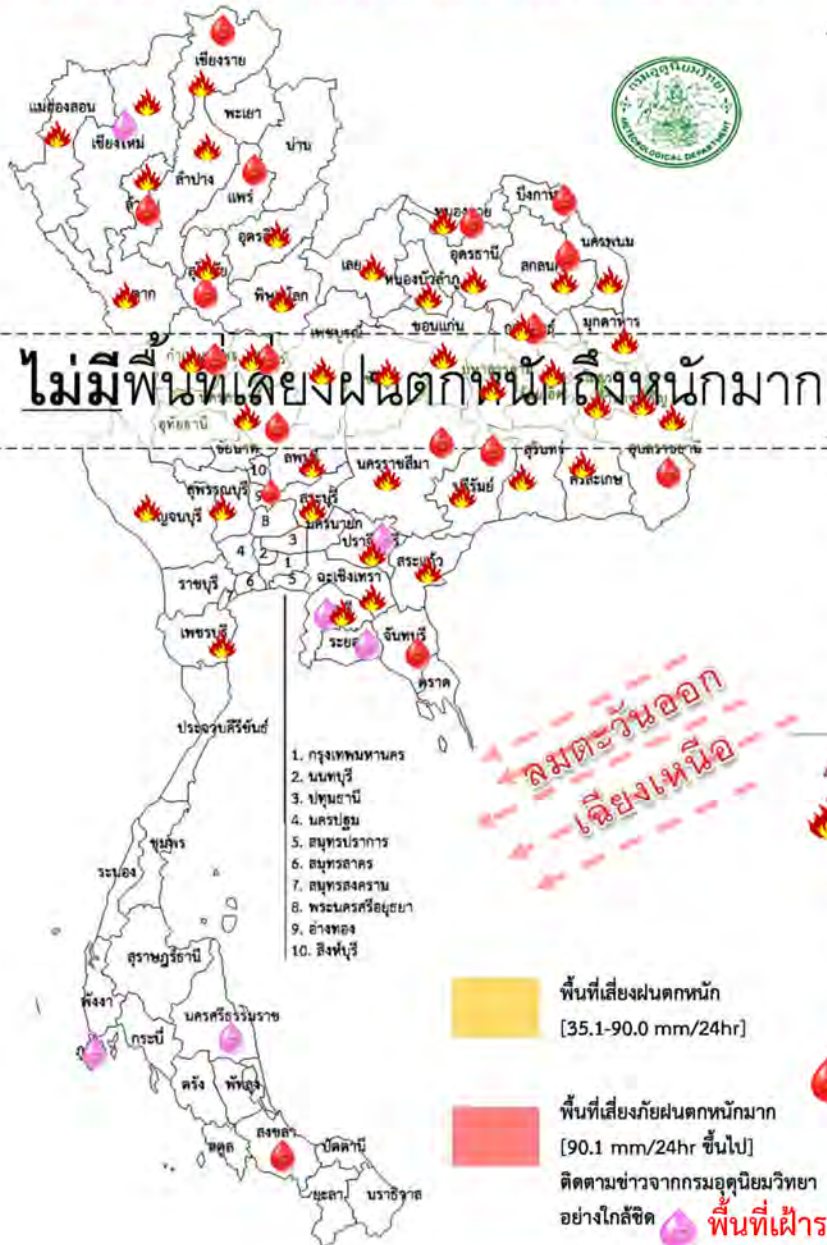 กรมอุตุนิยมวิทยา
METEOROLOGICAL DEPARTMENT
เชียงราย
แม่ฮ่องสอน
พะเยา
น่าน
เชียงใหม่
ลำปาง
แพร่
บึงกาฬ
นครพนม
อุดรธานี
สกลนคร
เลย
หนองบัวลำภู
ตาก
เพชรบูรณ์
ขอนแก่น
มุกดาหาร
ไม่มีพื้นที่เสี่ยงฝนตกหนักถึงหนักมาก
อุทัยธานี
ชัยนาท
10
ลพบุรี
นครราชสีมา
สุรินทร์
อุบลราชธานี
สุพรรณบุรี
9
สระบุรี
บุรีรัมย์
ศรีสะเกษ
กาญจนบุรี
8
นครนายก
4
3
2
1
สระแก้ว
ราชบุรี
6
5
ฉะเชิงเทรา
เพชรบุรี
ระยอง
จันทบุรี
ตราด
ประจวบคีรีขันธ์
ลมตะวันออก
เฉียงเหนือ
1. กรุงเทพมหานคร
2. นนทบุรี
3. ปทุมธานี
4. นครปฐม
5. สมุทรปราการ
6. สมุทรสาคร
7. สมุทรสงคราม
8. พระนครศรีอยุธยา
9. อ่างทอง
10. สิงห์บุรี
ชุมพร
ระนอง
สุราษฎร์ธานี
พังงา
นครศรีธรรมราช
กระบี่
ตรัง
พัทลุง
สงขลา
สตูล
ปัตตานี
ยะลา
นราธิวาส
พื้นที่เสี่ยงฝนตกหนัก
[35.1-90.0 mm/24hr]
พื้นที่เสี่ยงภัยฝนตกหนักมาก
[90.1 mm/24hr ขึ้นไป]
ติดตามข่าวจากกรมอุตุนิยมวิทยา
อย่างใกล้ชิด
พื้นที่เฝ้าร